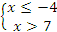 {x ≤ −4
x > 7